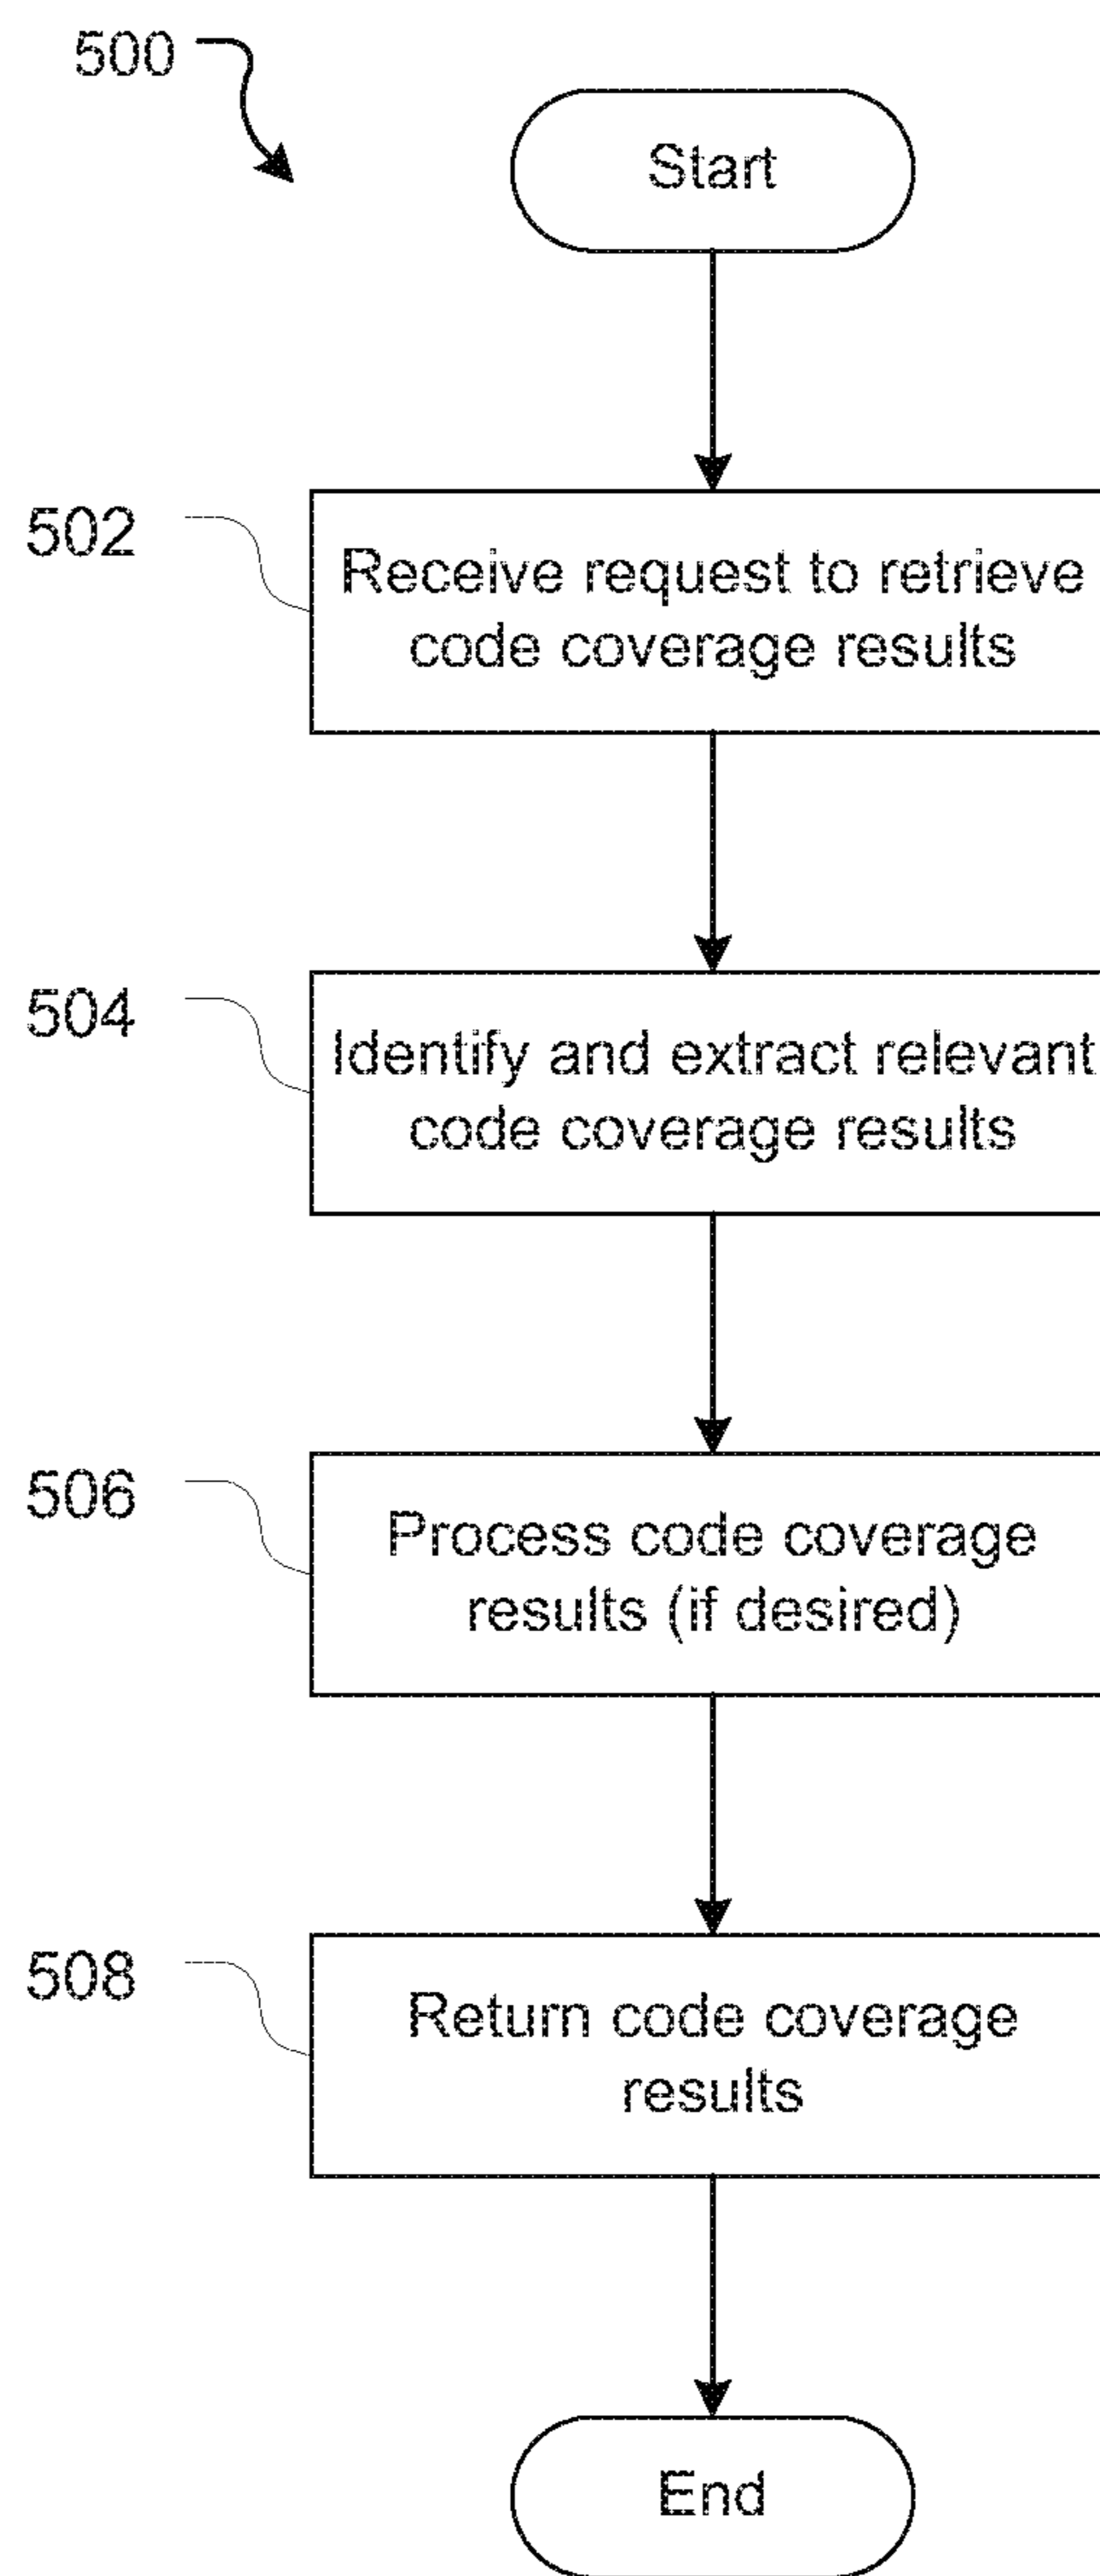 500
Start
502
Receive request to retrieve
code coverage results
504
Identify and extract relevant
code coverage results
506
Process code coverage
results (if desired)
508
Return code coverage
results
End